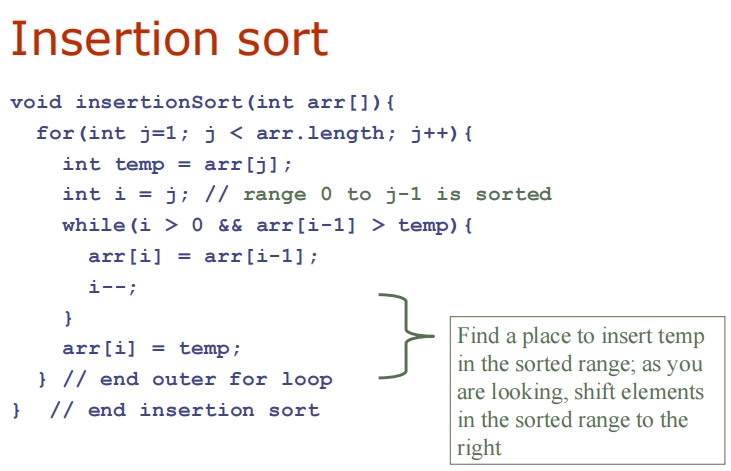 Insertion sort
void insertionSort(int arr[]){
for(int j=1; j < arr.length; j++){
int temp = arr[j];
int i = j; // range 0 to j-1 is sorted
while(i > 0 && arr[i-1] > temp){
arr[i] = arr[i-1];
i--;
}
arr[i] = temp;
} // end outer for loop
} // end insertion sort
Find a place to insert temp
in the sorted range; as you
are looking, shift elements
in the sorted range to the
right